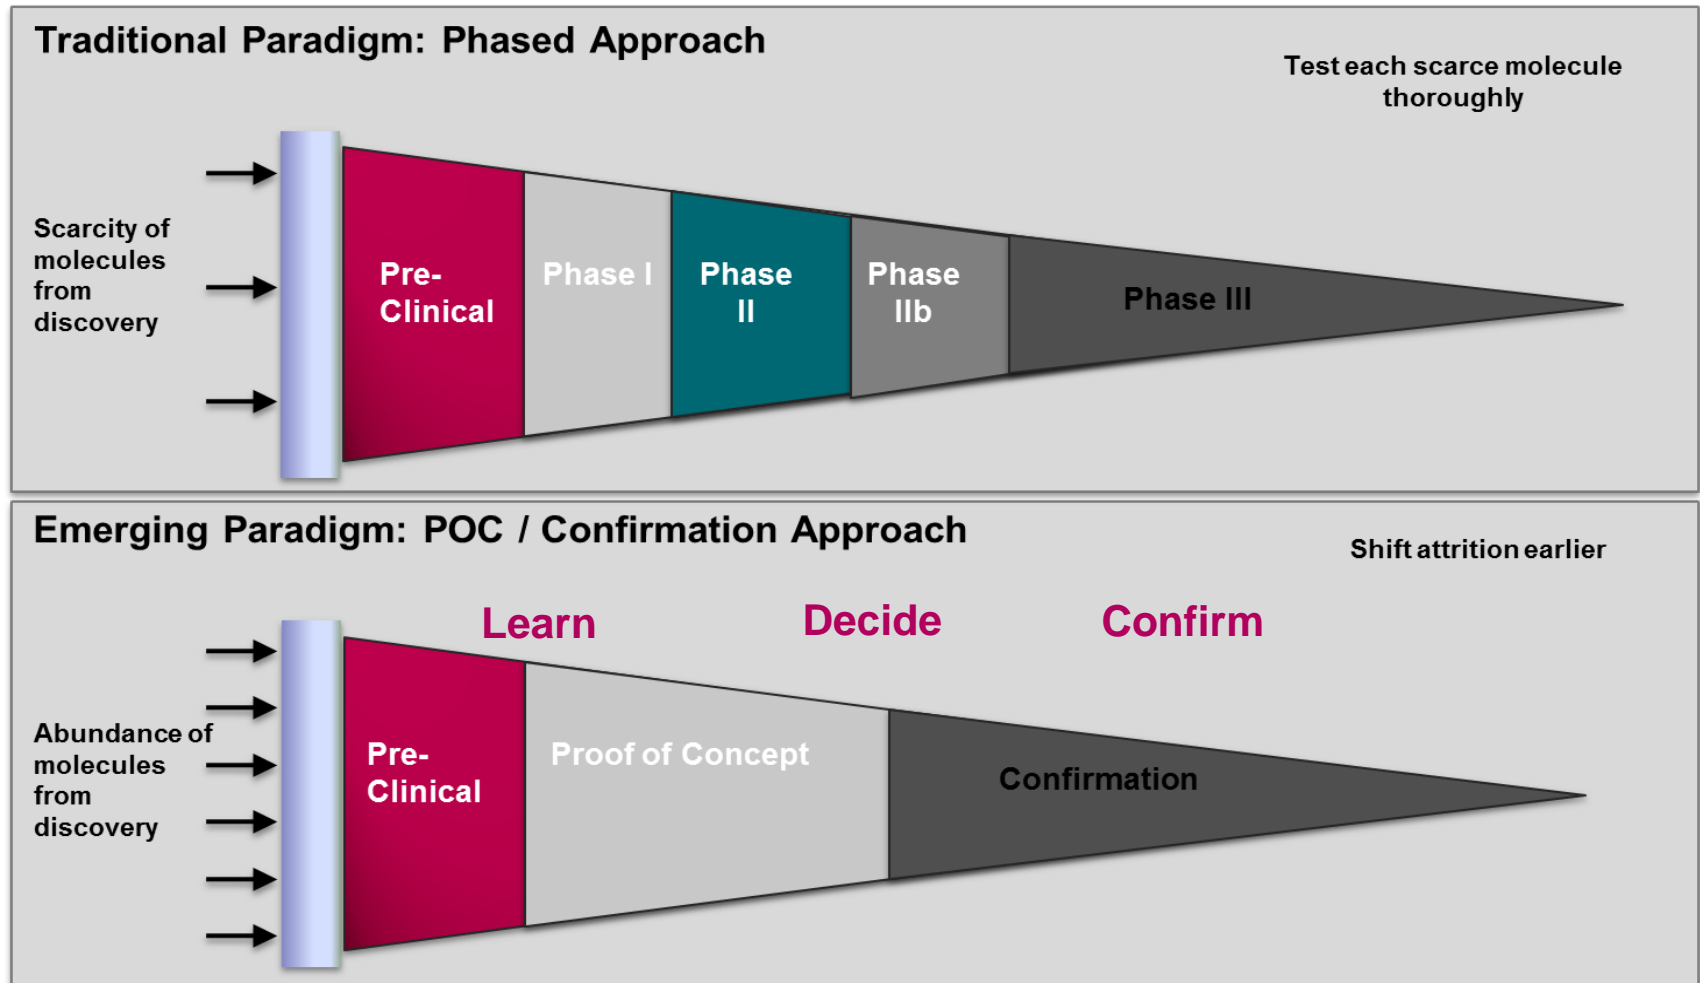 Traditional Paradigm: Phased Approach
Test each scarce molecule
thoroughly
Scarcity of
molecules
from
discovery
Pre-
Clinical
Phase I
Phase
II
Phase
IIb
Phase III
Emerging Paradigm: POC / Confirmation Approach
Shift attrition earlier
Learn
Decide
Confirm
Abundance of
molecules
from
discovery
Pre-
Clinical
Proof of Concept
Confirmation